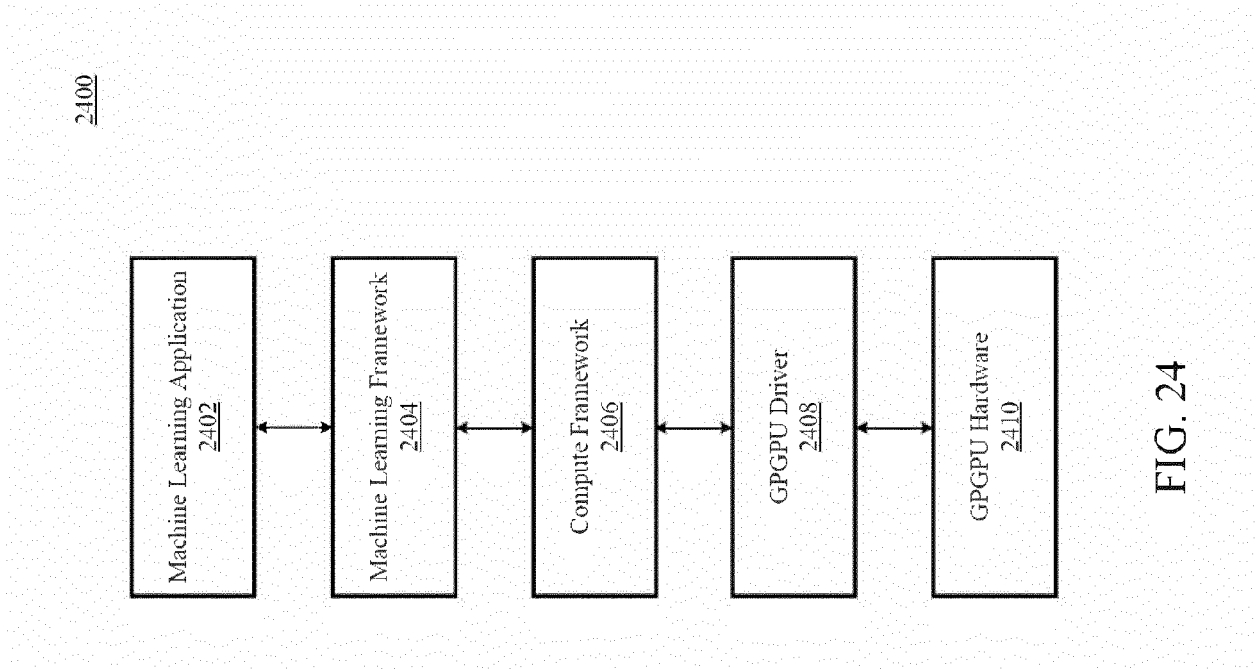 2400
Machine Learning Application
2402
Machine Learning Framework
2404
Compute Framework
2406
GPGPU Driver
2408
GPGPU Hardware
2410
FIG. 24